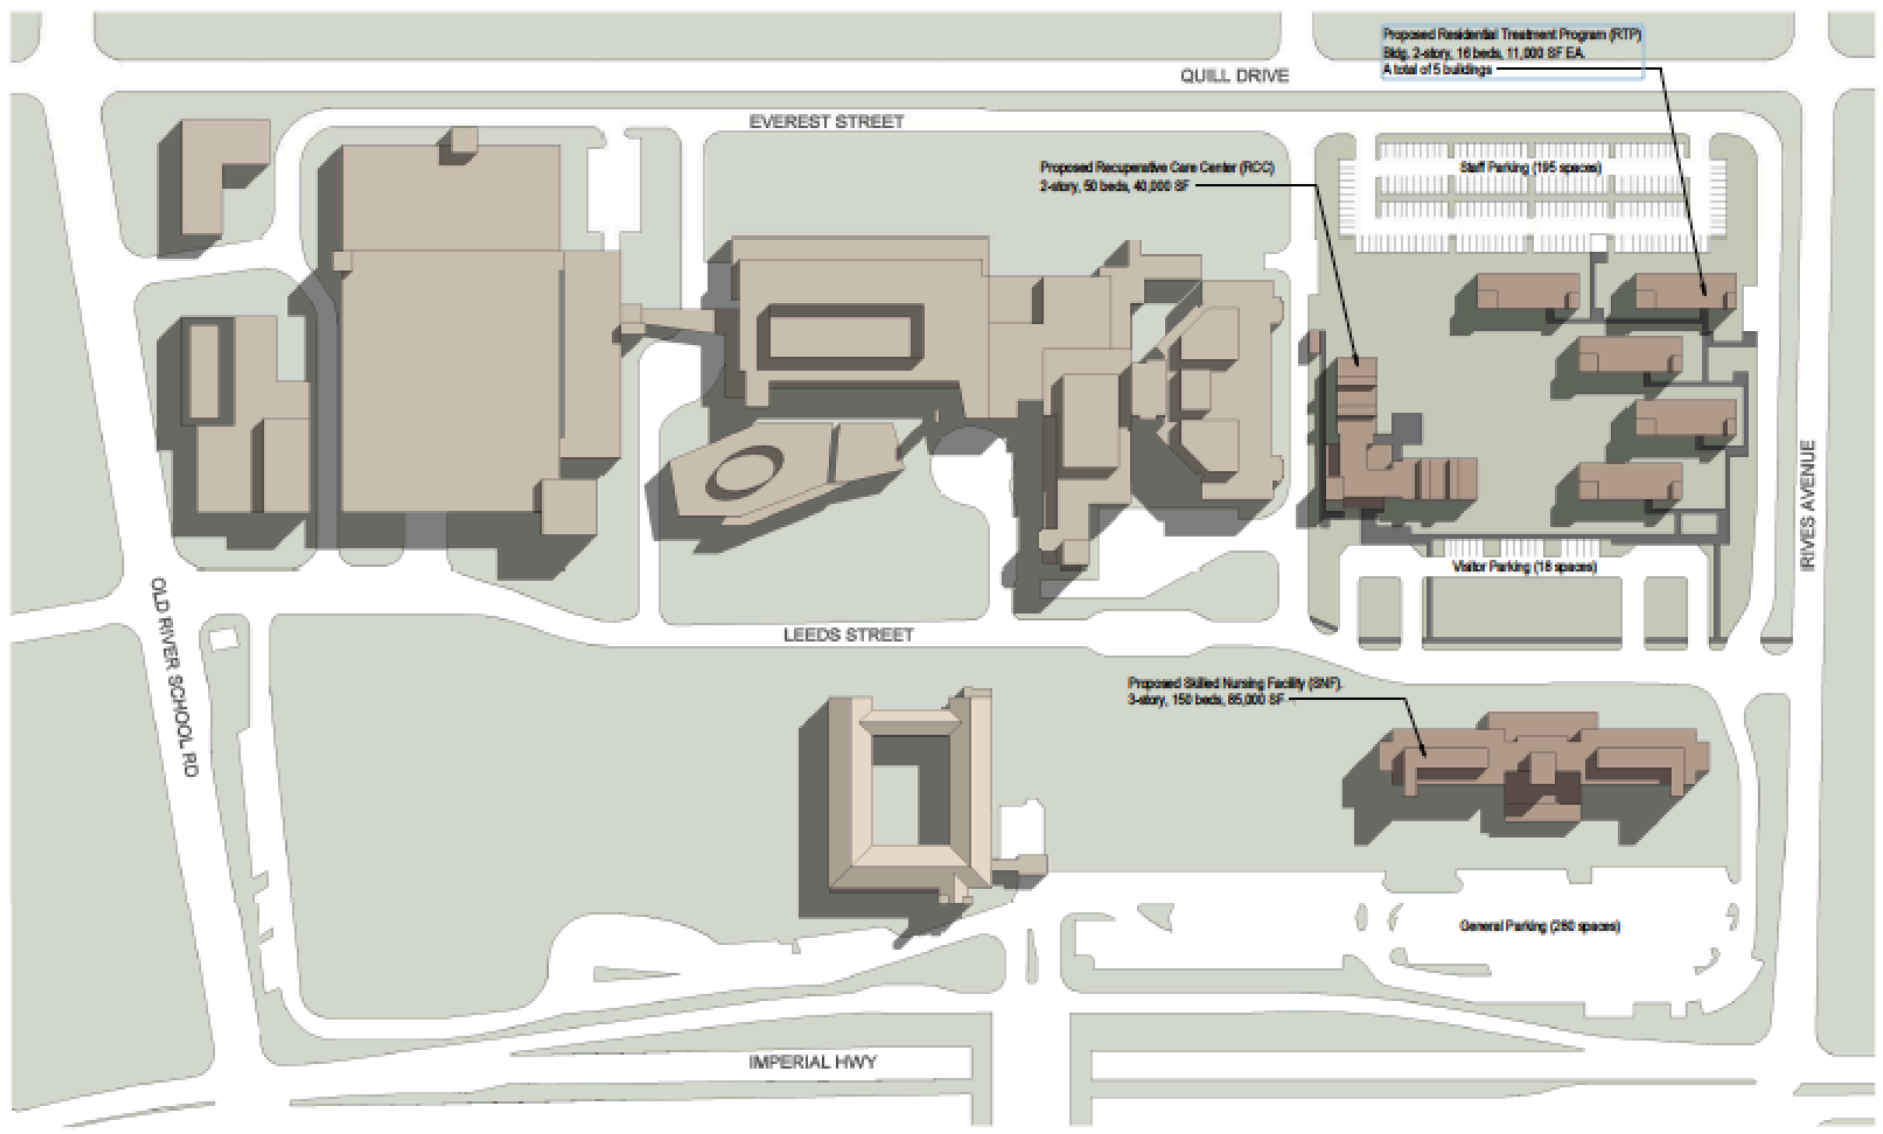 Proposed Residential Treatment Program (RTP)
Bldg. 2-story, 16 beds, 11,000 SF EA.
A total of 5 buildings
QUILL DRIVE
EVEREST STREET
Proposed Recuperative Care Center (RCC)
2-story, 50 beds, 40,000 SF
Staff Parking (195 spaces)
IRIVES AVENUE
Visitor Parking (18 spaces)
OLD RIVER SCHOOL RD
LEEDS STREET
Proposed Skilled Nursing Facility (SNF).
3-story, 150 beds, 85,000 SF
General Parking (280 spaces)
IMPERIAL HWY